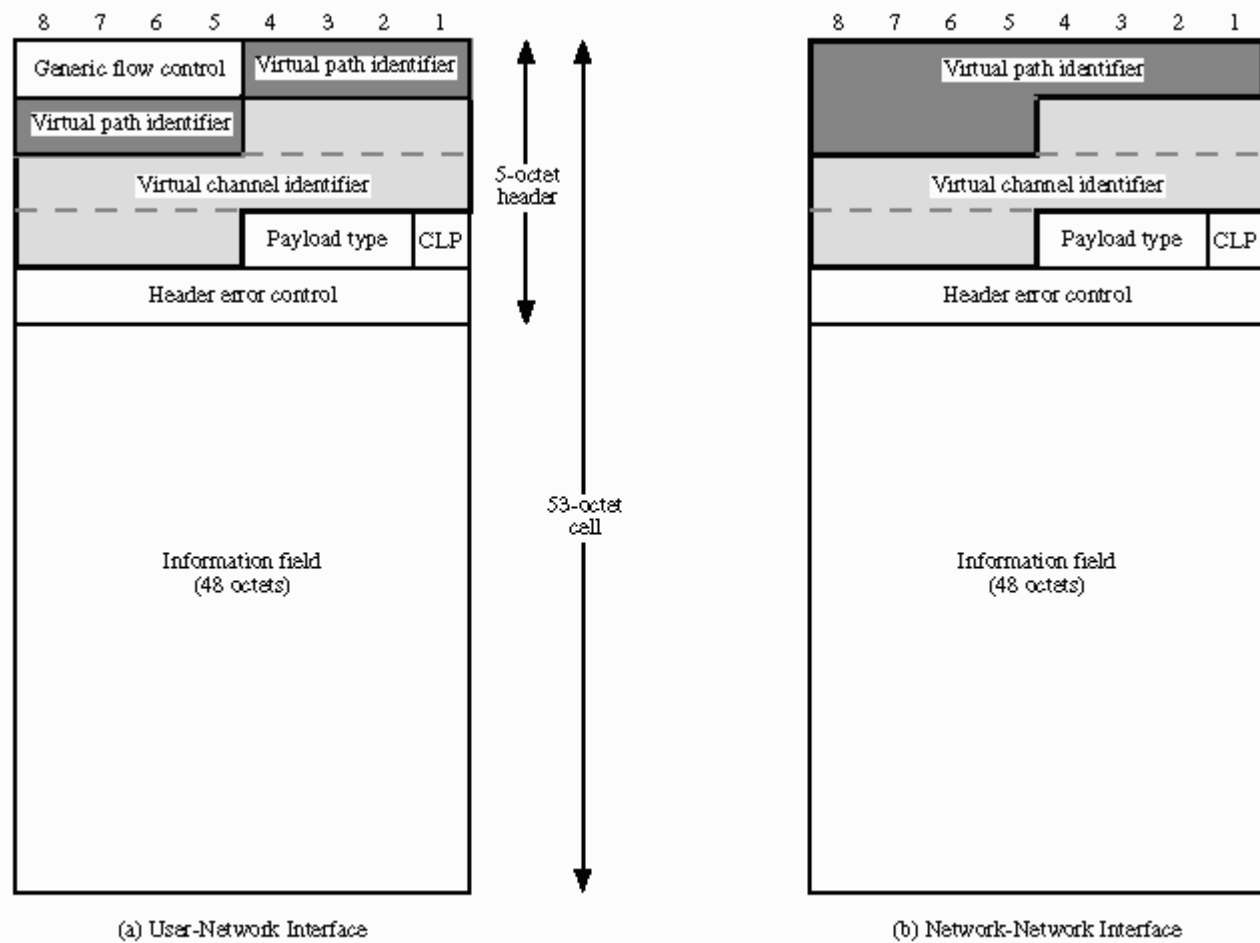 8 7 6 5 4 3 2 1
Generic flow control
Virtual path identifier
Virtual path identifier
Virtual channel identifier
Payload type
CLP
Header error control
Information field
(48 octets)
5-octet
header
53-octet
cell
(a) User-Network Interface
8 7 6 5 4 3 2 1
Virtual path identifier
Virtual channel identifier
Payload type
CLP
Header error control
Information field
(48 octets)
(b) Network-Network Interface